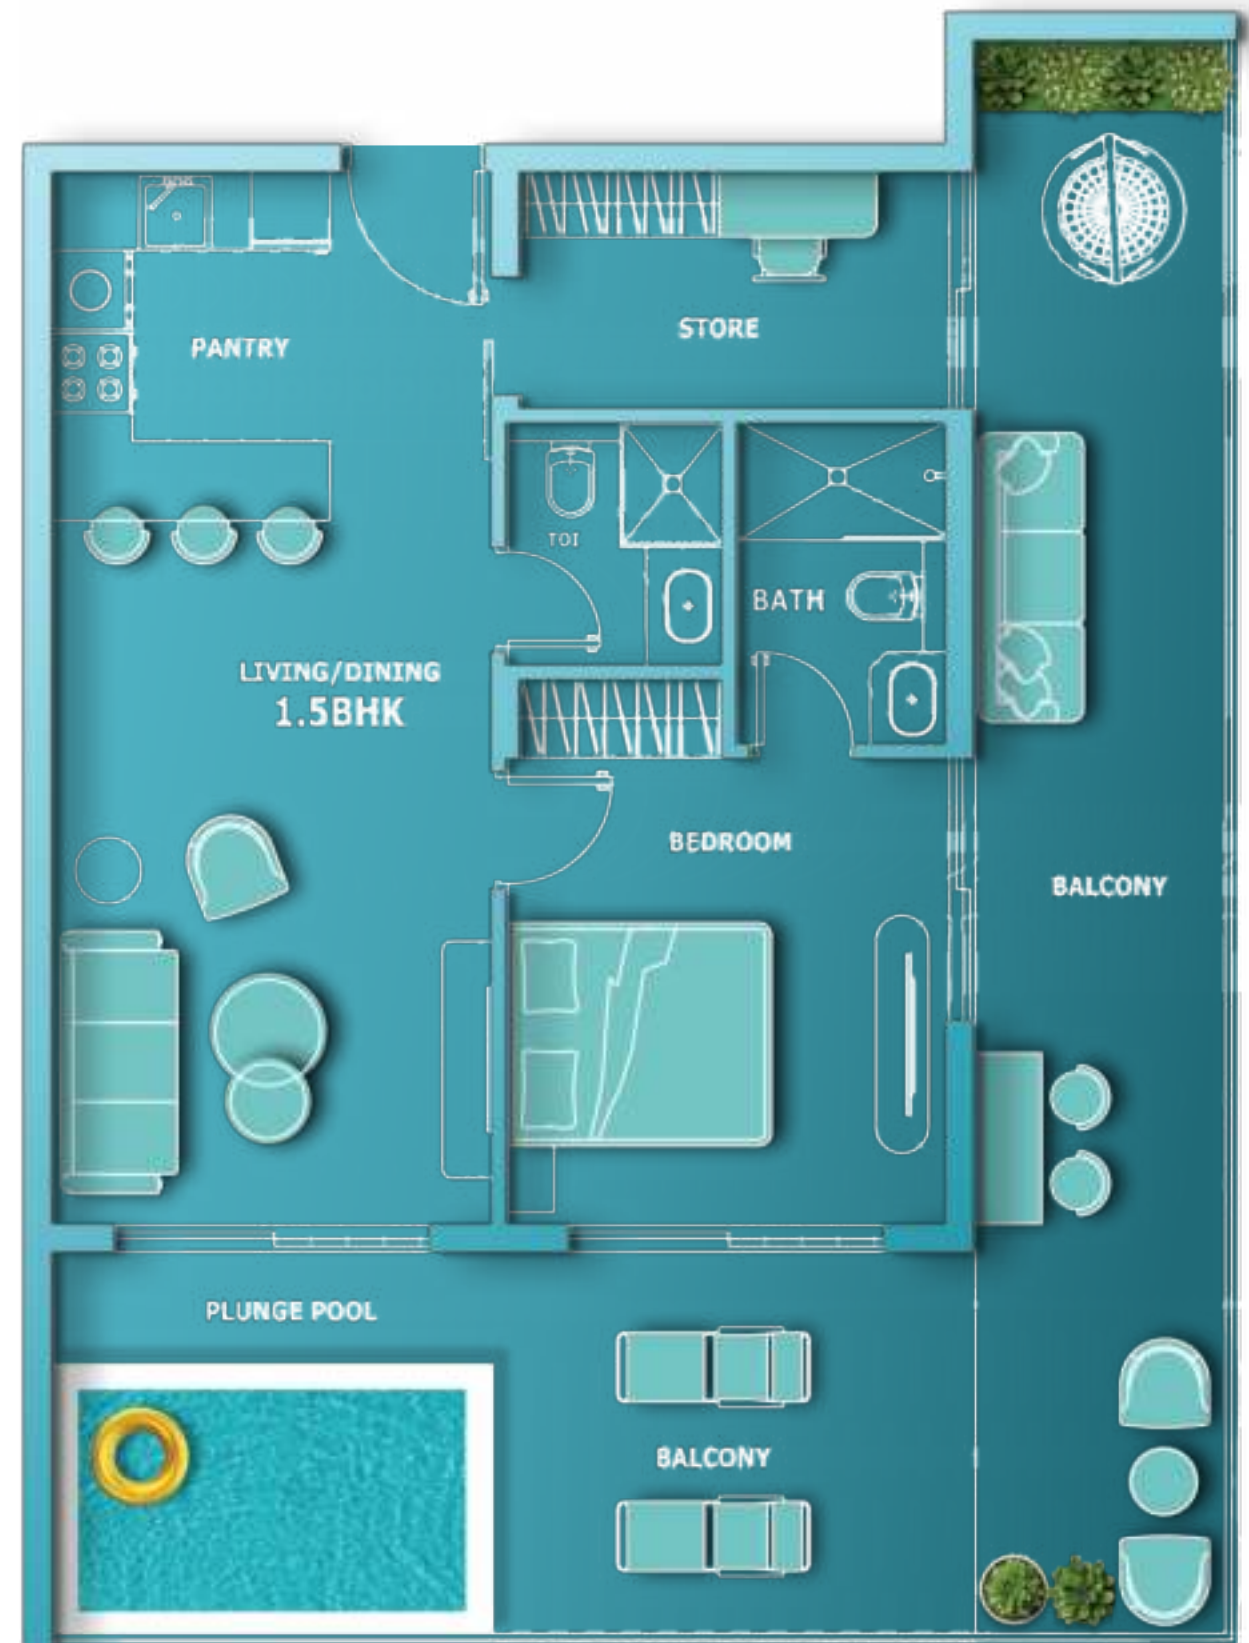 STORE
PANTRY
TOI
BATH
LIVING/DINING
1.5BHK
BEDROOM
BALCONY
PLUNGE POOL
BALCONY